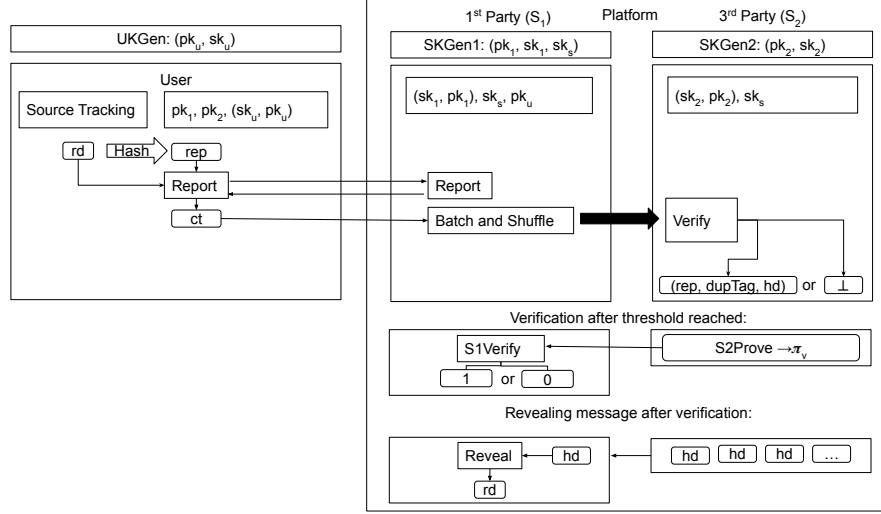 1st Party (S1) Platform 3rd Party (S2)
UKGen: (pku, sku)
SKGen1: (pk1, sk1, sks)
SKGen2: (pk2, sk2)
User
Source Tracking
pk1, pk2, (sku, pku)
(sk1, pk1), sks, pku
(sk2, pk2), sks
rd
Hash
rep
Report
Report
ct
Batch and Shuffle
Verify
(rep, dupTag, hd) or ⊥
Verification after threshold reached:
S1Verify
S2Prove →πv
1 or 0
Revealing message after verification:
Reveal
hd
hd hd hd ...
rd